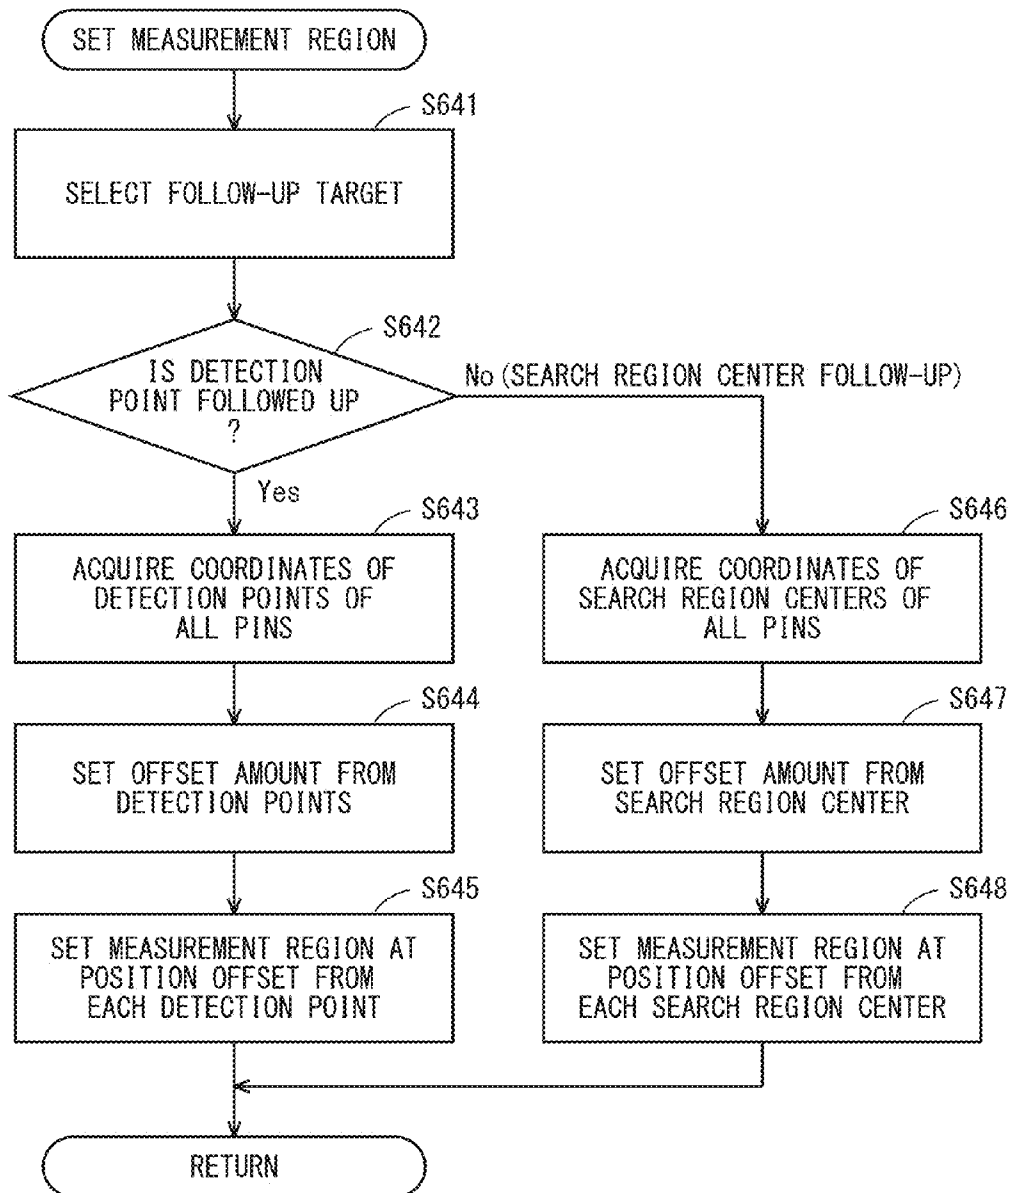 SET MEASUREMENT REGION
S641
SELECT FOLLOW-UP TARGET
S642
IS DETECTION
POINT FOLLOWED UP
?
No (SEARCH REGION CENTER FOLLOW-UP)
Yes
S643
ACQUIRE COORDINATES OF
DETECTION POINTS OF
ALL PINS
S644
SET OFFSET AMOUNT FROM
DETECTION POINTS
S645
SET MEASUREMENT REGION AT
POSITION OFFSET FROM
EACH DETECTION POINT
S646
ACQUIRE COORDINATES OF
SEARCH REGION CENTERS OF
ALL PINS
S647
SET OFFSET AMOUNT FROM
SEARCH REGION CENTER
S648
SET MEASUREMENT REGION AT
POSITION OFFSET FROM
EACH SEARCH REGION CENTER
RETURN